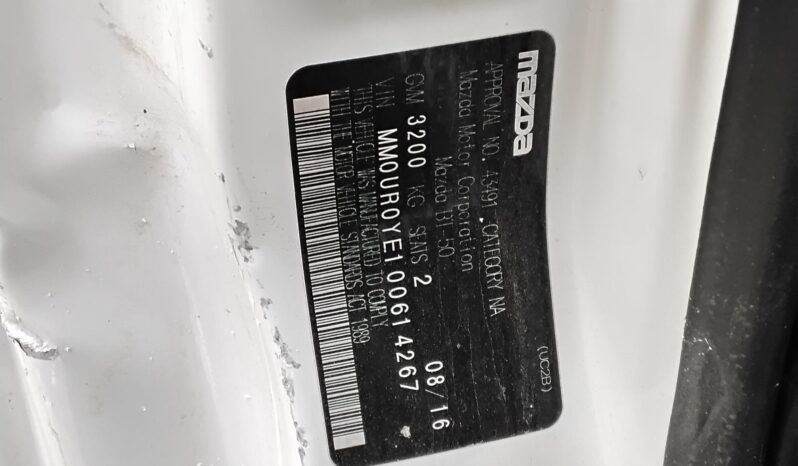 mazda
APPROVAL NO. 43491 CATEGORY NA
Mazda Motor Corporation
Mazda BT-50 (UC2B)
GVM 3200 KG SEATS 2 08/16
VIN MM0UR0YE100614267
THIS VEHICLE WAS MANUFACTURED TO COMPLY
WITH THE MOTOR VEHICLE STANDARDS ACT 1989